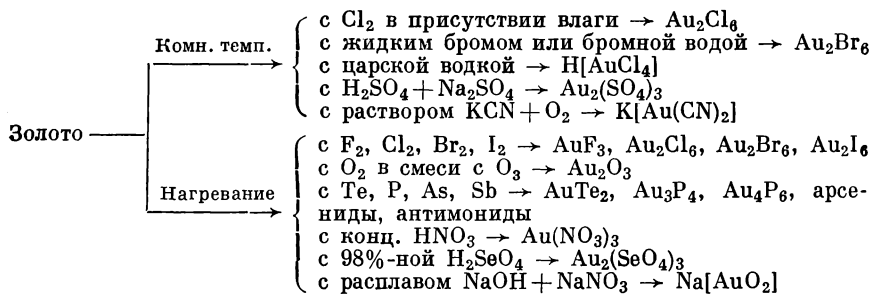 Комн. темп.
с Cl₂ в присутствии влаги → Au₂Cl₆
с жидким бромом или бромной водой → Au₂Br₆
с царской водкой → H[AuCl₄]
с H₂SO₄+Na₂SO₄ → Au₂(SO₄)₃
с раствором KCN+O₂ → K[Au(CN)₂]
Золото
Нагревание
с F₂, Cl₂, Br₂, I₂ → AuF₃, Au₂Cl₆, Au₂Br₆, Au₂I₆
с O₂ в смеси с O₃ → Au₂O₃
с Te, P, As, Sb → AuTe₂, Au₃P₄, Au₄P₆, арсе-
ниды, антимониды
с конц. HNO₃ → Au(NO₃)₃
с 98%-ной H₂SeO₄ → Au₂(SeO₄)₃
с расплавом NaOH+NaNO₃ → Na[AuO₂]